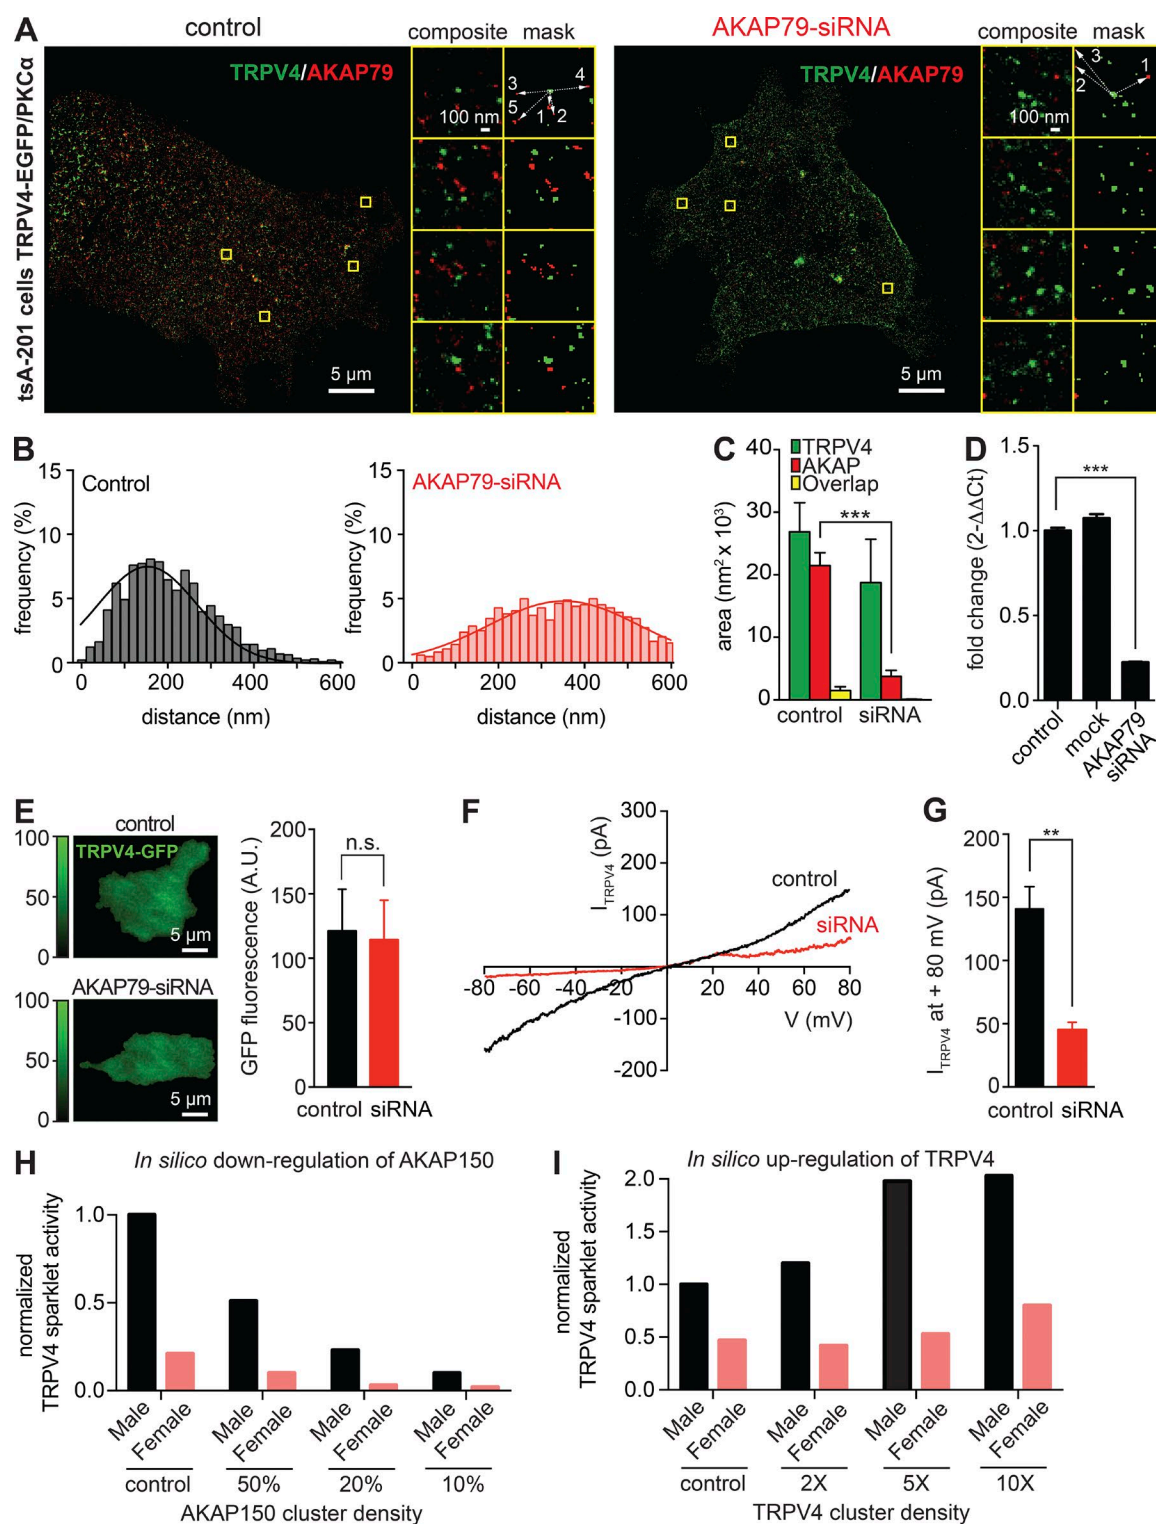 A
control
AKAP79-siRNA
composite mask
composite mask
tsA-201 cells TRPV4-EGFP/PKCα
TRPV4/AKAP79
3
4
5
1
2
100 nm
5 µm
TRPV4/AKAP79
3
1
2
100 nm
5 µm
B
Control
frequency (%)
15
10
5
0
0 200 400 600
distance (nm)
AKAP79-siRNA
frequency (%)
15
10
5
0
0 200 400 600
distance (nm)
C
TRPV4
AKAP
Overlap
***
area (nm² x 10³)
40
30
20
10
0
control siRNA
D
***
fold change (2-ΔΔCt)
1.5
1.0
0.5
0.0
control
mock
AKAP79
siRNA
E
control
100
50
0
TRPV4-GFP
5 µm
AKAP79-siRNA
100
50
0
5 µm
GFP fluorescence (A.U.)
200
150
100
50
0
n.s.
control siRNA
F
I TRPV4 (pA)
300
200
100
-100
-200
control
siRNA
-80 -60 -40 -20 20 40 60 80
V (mV)
G
**
I TRPV4 at + 80 mV (pA)
200
150
100
50
0
control siRNA
H
In silico down-regulation of AKAP150
normalized
TRPV4 sparklet activity
1.0
0.5
0.0
Male Female Male Female Male Female Male Female
control 50% 20% 10%
AKAP150 cluster density
I
In silico up-regulation of TRPV4
normalized
TRPV4 sparklet activity
2.0
1.5
1.0
0.5
0.0
Male Female Male Female Male Female Male Female
control 2X 5X 10X
TRPV4 cluster density